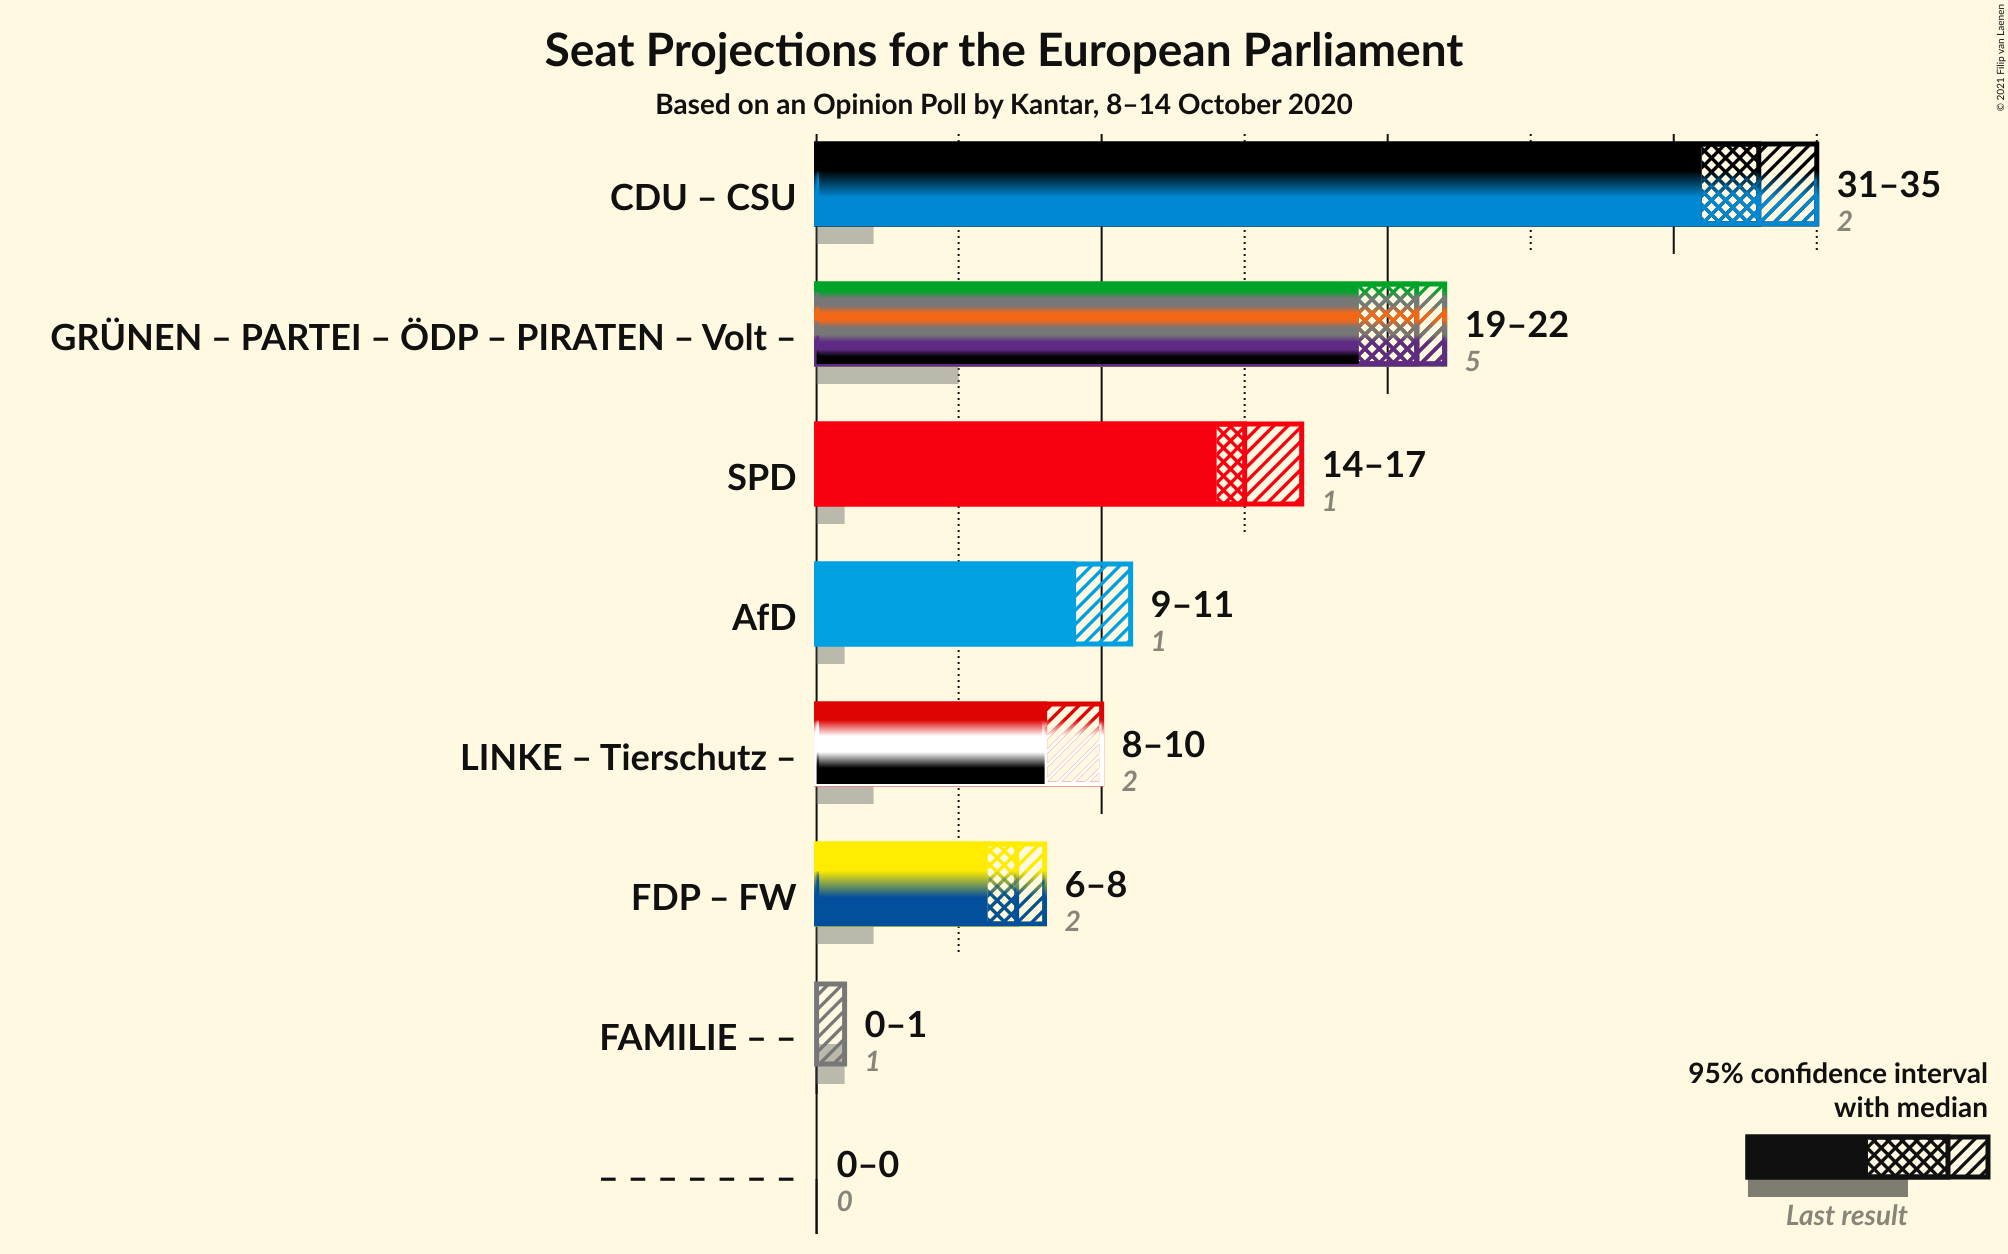 Seat Projections for the European Parliament
Based on an Opinion Poll by Kantar, 8–14 October 2020
© 2021 Filip van Laenen
CDU – CSU
31–35
2
GRÜNEN – PARTEI – ÖDP – PIRATEN – Volt –
19–22
5
SPD
14–17
1
AfD
9–11
1
LINKE – Tierschutz –
8–10
2
FDP – FW
6–8
2
FAMILIE – –
0–1
1
– – – – – – –
0–0
0
95% confidence interval
with median
Last result